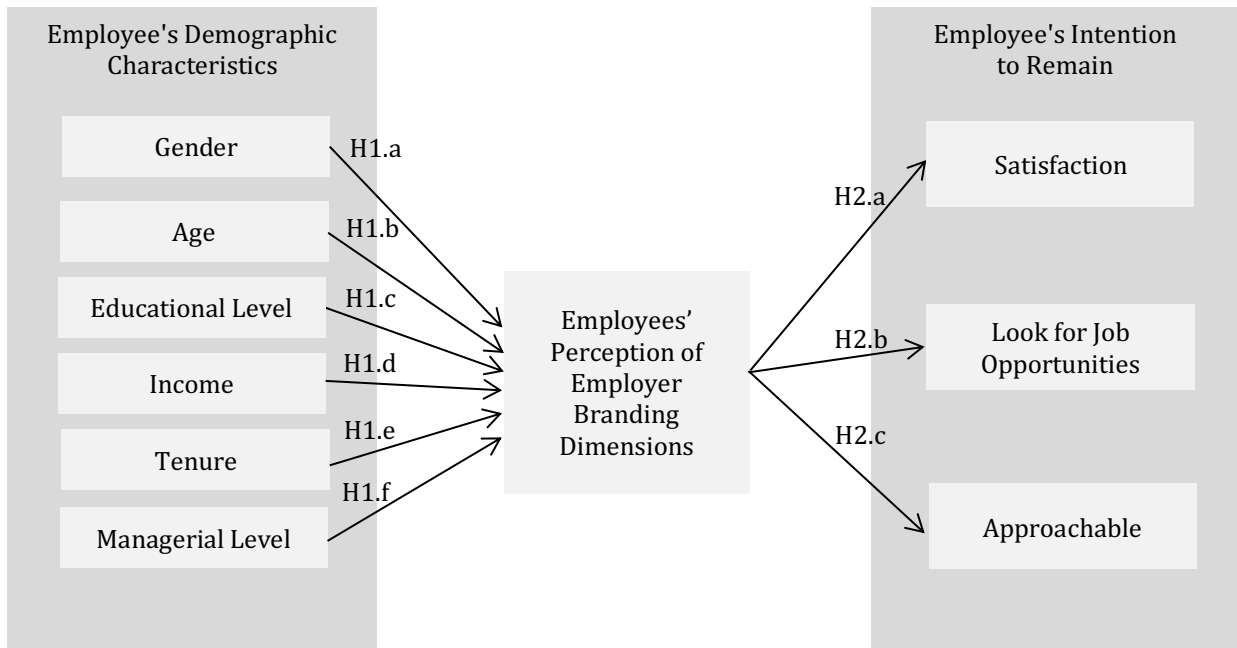 Employee's Demographic
Characteristics
Gender
Age
Educational Level
Income
Tenure
Managerial Level
H1.a
H1.b
H1.c
H1.d
H1.e
H1.f
Employees’
Perception of
Employer
Branding
Dimensions
H2.a
H2.b
H2.c
Employee's Intention
to Remain
Satisfaction
Look for Job
Opportunities
Approachable